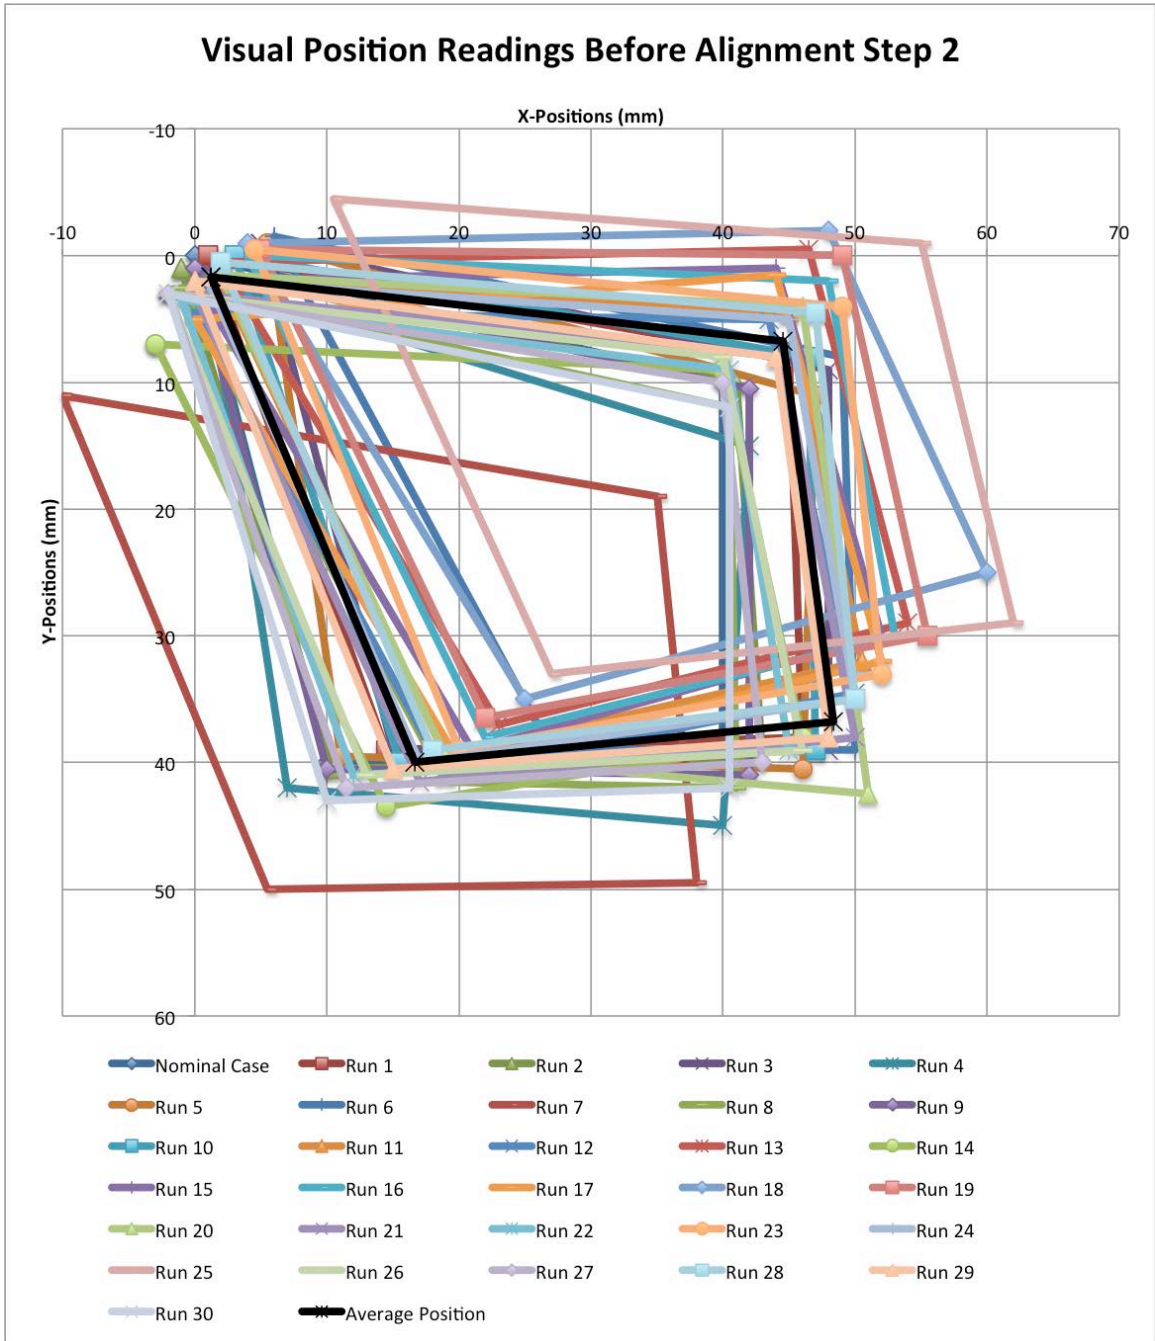 Visual Position Readings Before Alignment Step 2
X-Positions (mm)
-10
-10 0 10 20 30 40 50 60 70
0
10
20
Y-Positions (mm)
30
40
50
60
Nominal Case Run 1 Run 2 Run 3 Run 4
Run 5 Run 6 Run 7 Run 8 Run 9
Run 10 Run 11 Run 12 Run 13 Run 14
Run 15 Run 16 Run 17 Run 18 Run 19
Run 20 Run 21 Run 22 Run 23 Run 24
Run 25 Run 26 Run 27 Run 28 Run 29
Run 30 Average Position